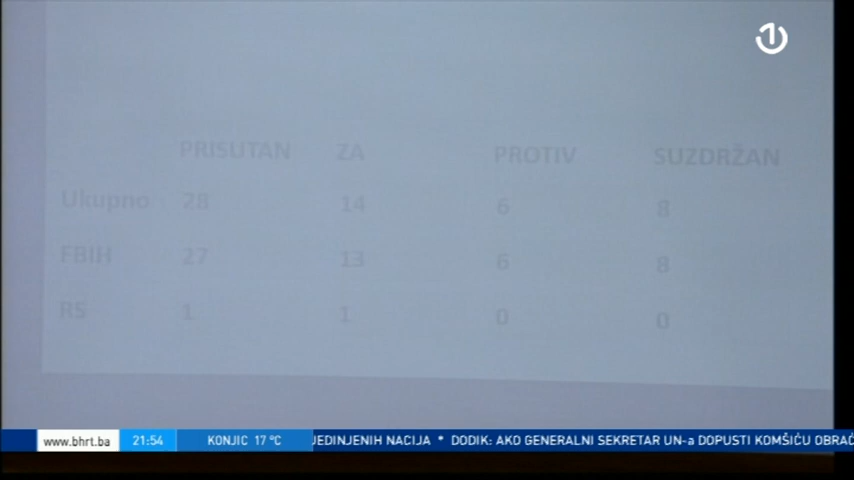 PRISUTAN ZA PROTIV SUZDRŽAN
Ukupno 28 14 6 8
FBIH 27 13 6 8
RS 1 1 0 0
www.bhrt.ba 21:54 KONJIC 17 °C JEDINJENIH NACIJA * DODIK: AKO GENERALNI SEKRETAR UN-a DOPUSTI KOMŠIĆU OBRAĆ